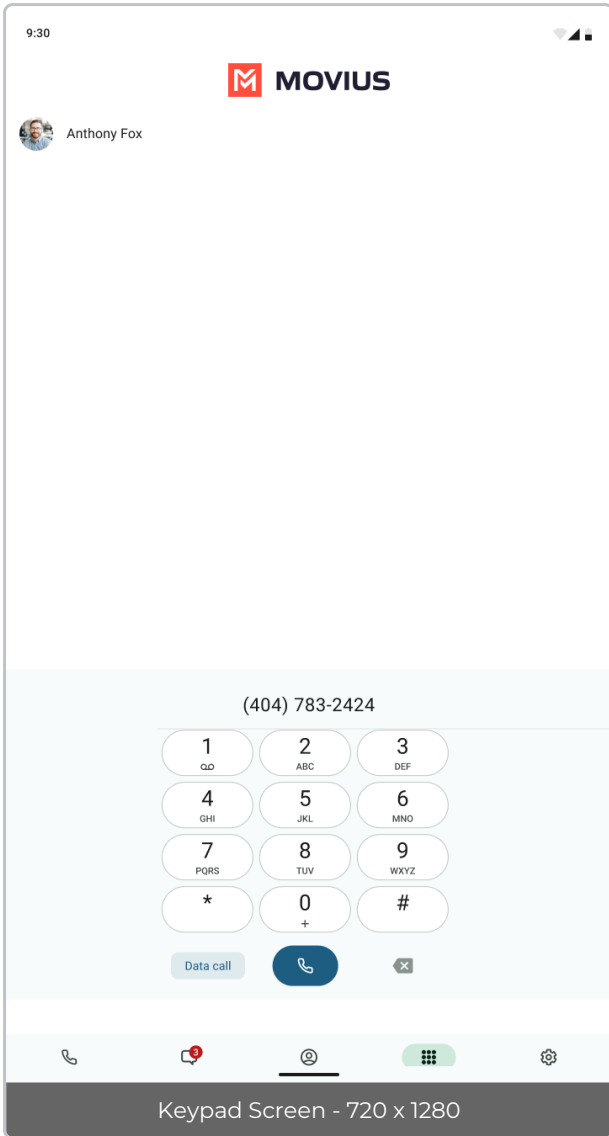 9:30
MOVIUS
Anthony Fox
(404) 783-2424
1 2 3
ABC DEF
4 5 6
GHI JKL MNO
7 8 9
PQRS TUV WXYZ
* 0 #
+
Data call
3
Keypad Screen - 720 x 1280